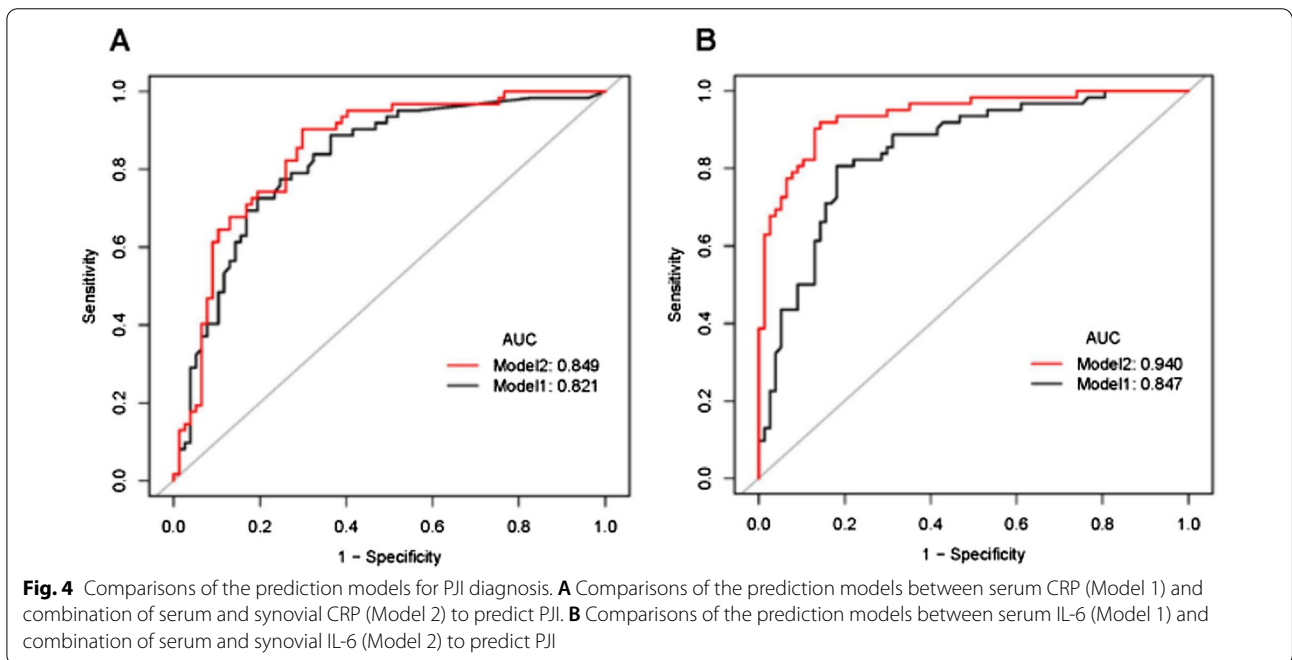 A
1.0
0.8
0.6
0.4
0.2
0.0
Sensitivity
AUC
Model2: 0.849
Model1: 0.821
0.0 0.2 0.4 0.6 0.8 1.0
1 - Specificity
B
1.0
0.8
0.6
0.4
0.2
0.0
Sensitivity
AUC
Model2: 0.940
Model1: 0.847
0.0 0.2 0.4 0.6 0.8 1.0
1 - Specificity
Fig. 4 Comparisons of the prediction models for PJI diagnosis. A Comparisons of the prediction models between serum CRP (Model 1) and
combination of serum and synovial CRP (Model 2) to predict PJI. B Comparisons of the prediction models between serum IL-6 (Model 1) and
combination of serum and synovial IL-6 (Model 2) to predict PJI